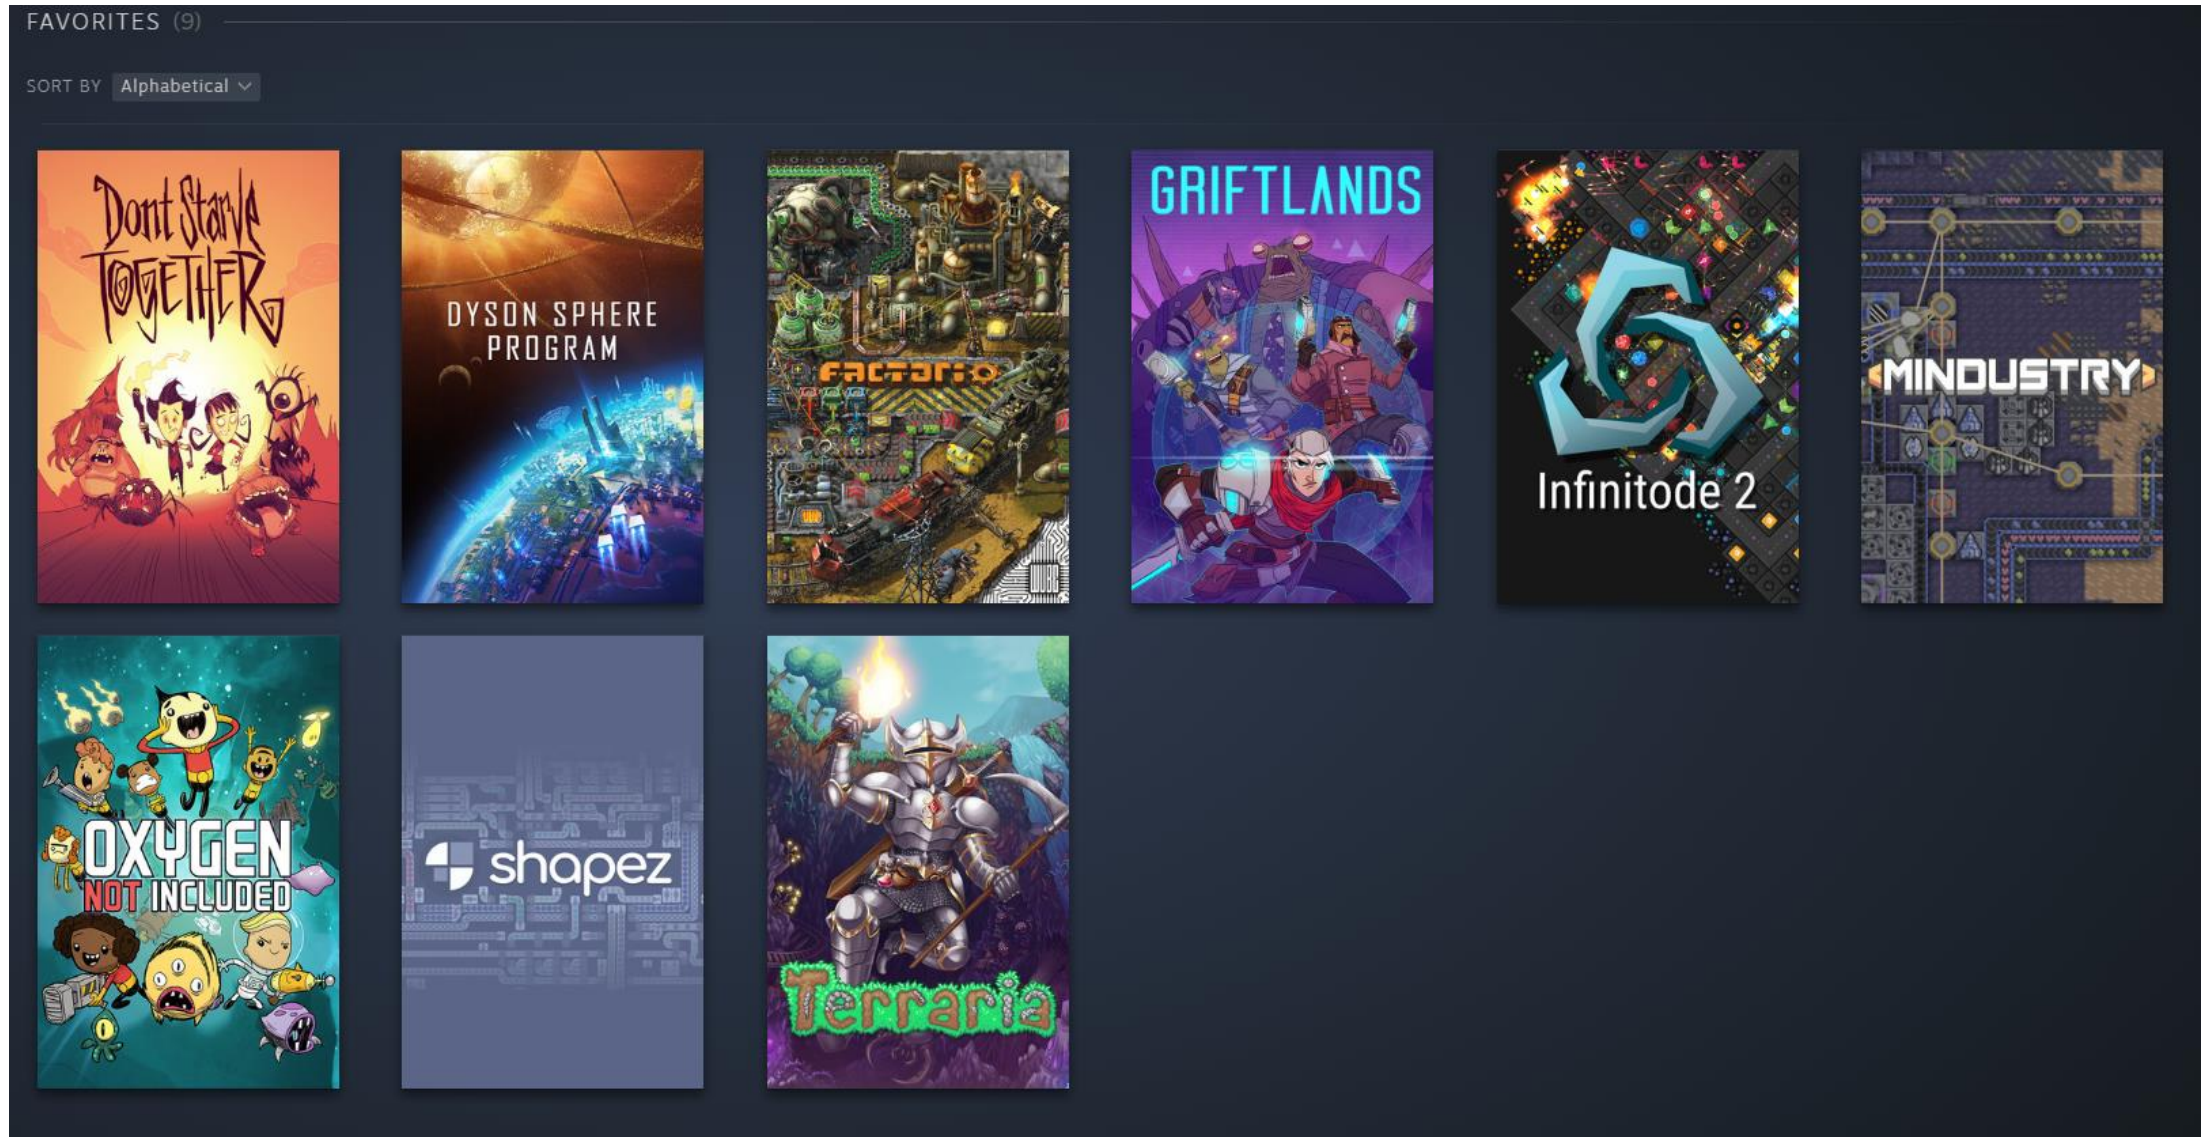 FAVORITES (9)
SORT BY Alphabetical
Dont Starve
TOGETHER
DYSON SPHERE
PROGRAM
FACTORIO
GRIFTLANDS
Infinitode 2
MINDUSTRY
OXYGEN
NOT INCLUDED
shapez
Terraria